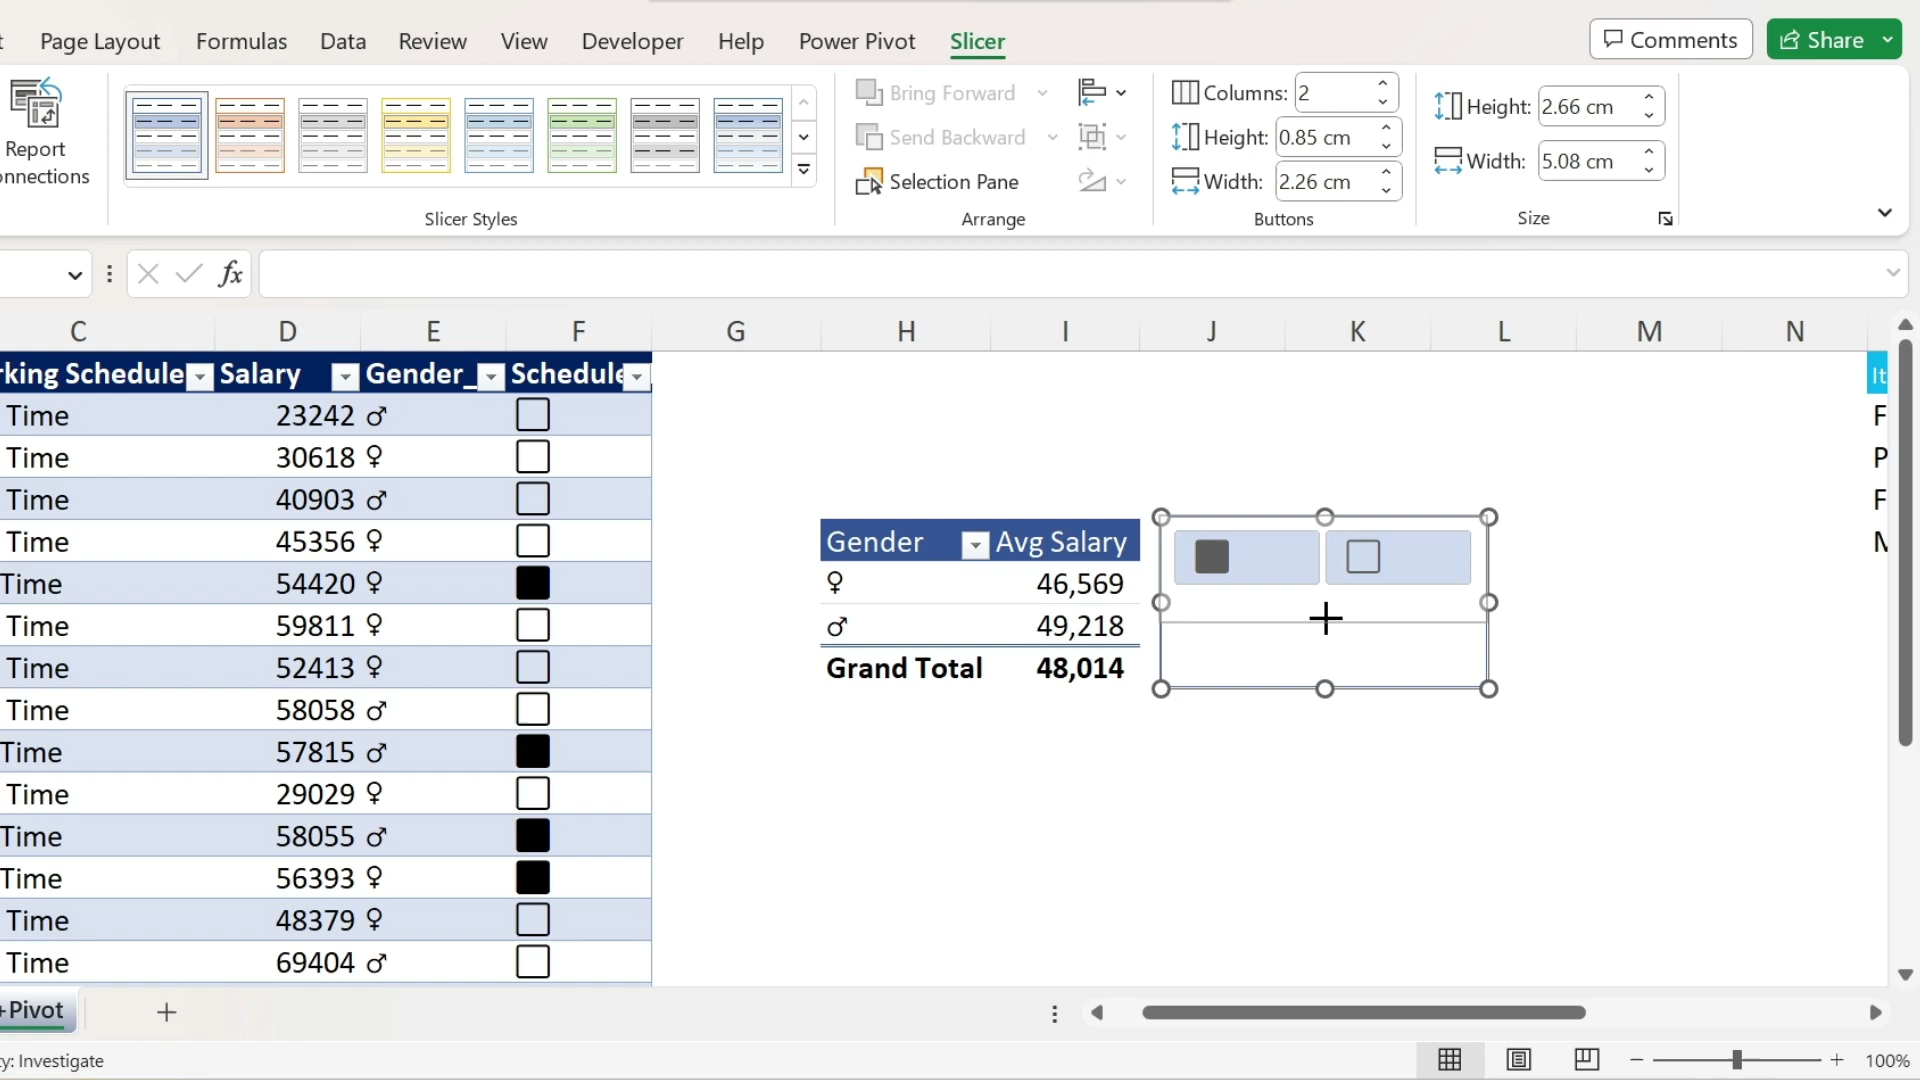 t Page Layout Formulas Data Review View Developer Help Power Pivot Slicer Comments Share
Report
onnections
Slicer Styles
Bring Forward
Send Backward
Selection Pane
Arrange
Columns: 2
Height: 0.85 cm
Width: 2.26 cm
Buttons
Height: 2.66 cm
Width: 5.08 cm
Size
fx
C D E F G H I J K L M N
rking Schedule Salary Gender_ Schedule It
Time 23242 ♂ ☐ F
Time 30618 ♀ ☐ P
Time 40903 ♂ ☐ F
Time 45356 ♀ ☐ M
Time 54420 ♀ ■
Time 59811 ♀ ☐
Time 52413 ♀ ☐
Time 58058 ♂ ☐
Time 57815 ♂ ■
Time 29029 ♀ ☐
Time 58055 ♂ ■
Time 56393 ♀ ■
Time 48379 ♀ ☐
Time 69404 ♂ ☐
Gender Avg Salary
♀ 46,569
♂ 49,218
Grand Total 48,014
■ ☐
+Pivot
ty: Investigate
100%